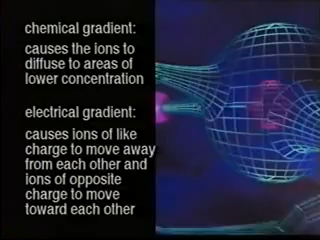 chemical gradient:
causes the ions to
diffuse to areas of
lower concentration
electrical gradient:
causes ions of like
charge to move away
from each other and
ions of opposite
charge to move
toward each other